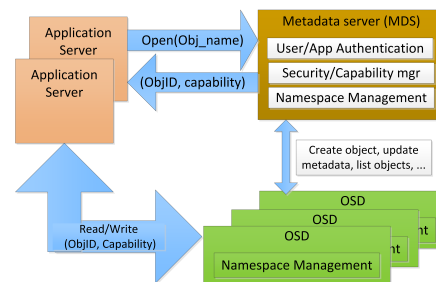 Application
Server
Application
Server
Open(Obj_name)
(ObjID, capability)
Metadata server (MDS)
User/App Authentication
Security/Capability mgr
Namespace Management
Create object, update
metadata, list objects, ...
Read/Write
(ObjID, Capability)
OSD
OSD
OSD
Namespace Management